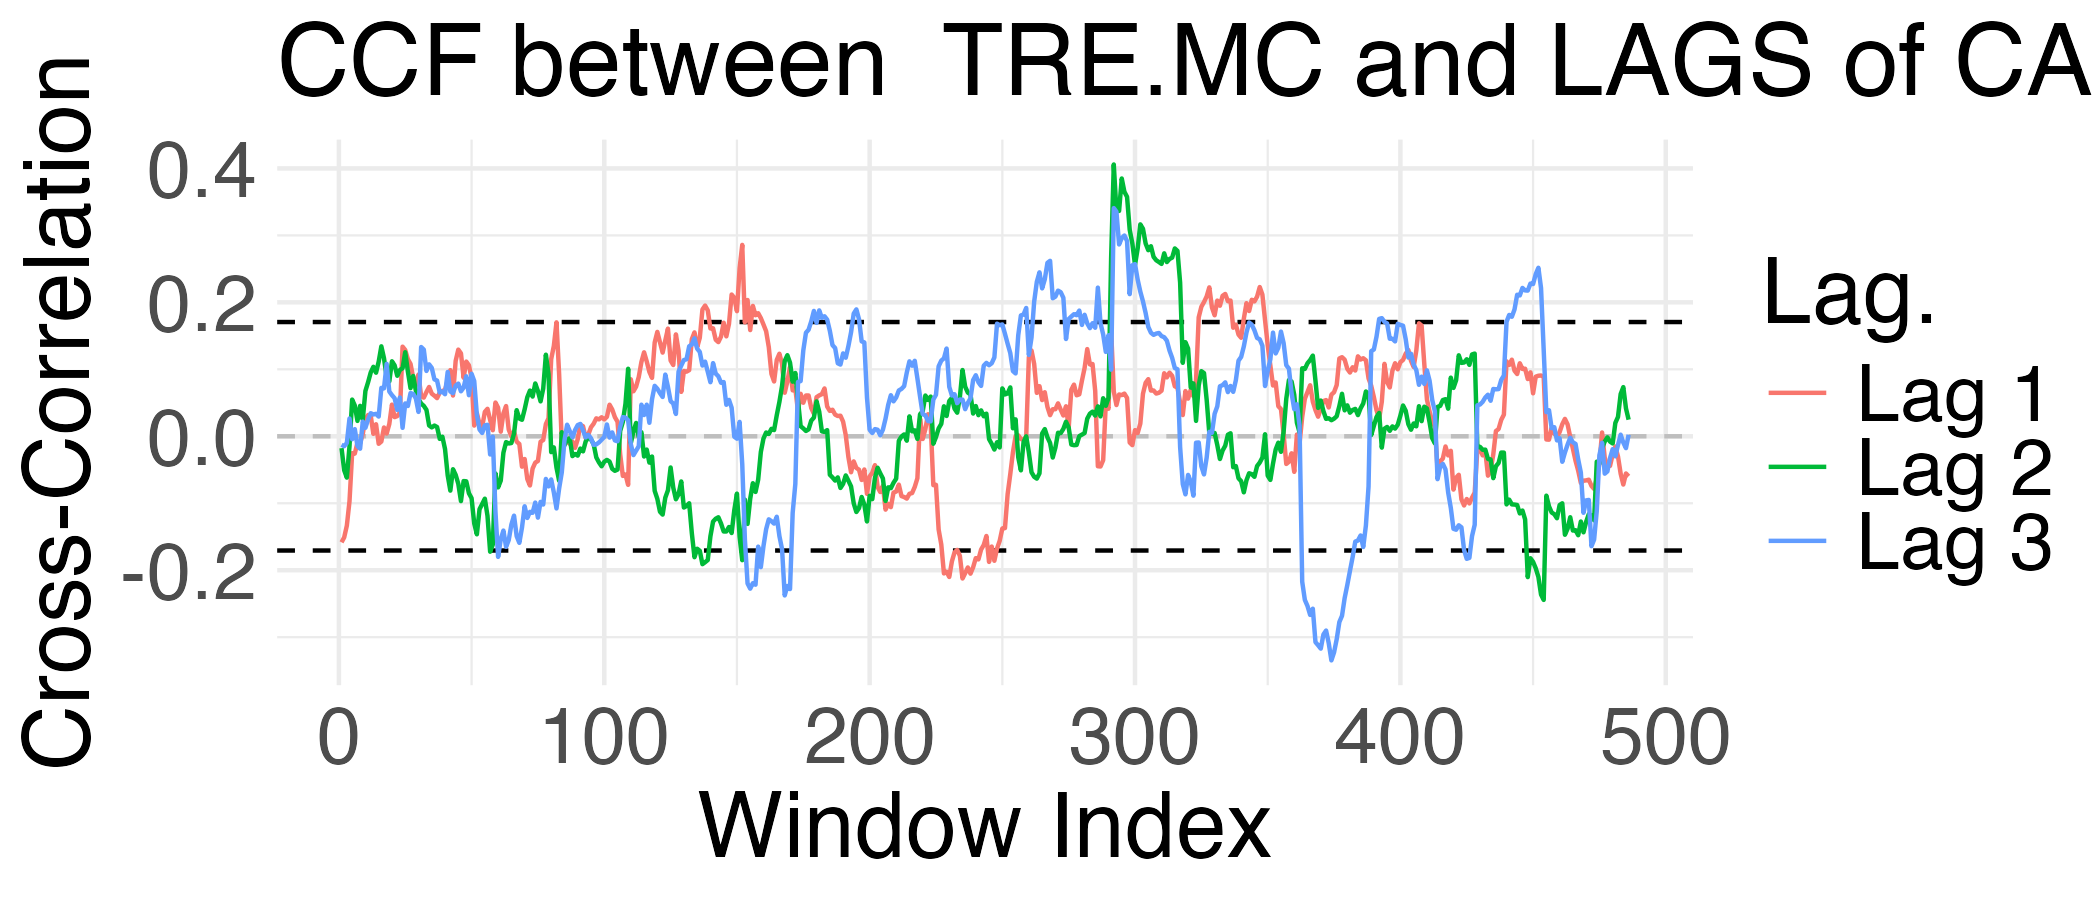 CCF between  TRE.MC and LAGS of CA
Cross-Correlation
0.4
0.2
0.0
-0.2
0
100
200
300
400
500
Window Index
Lag.
Lag 1
Lag 2
Lag 3